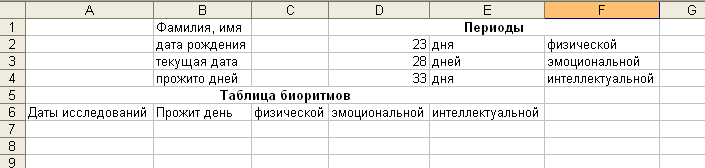 A B C D E F G
1 Фамилия, имя Периоды
2 дата рождения 23 дня физической
3 текущая дата 28 дней эмоциональной
4 прожито дней 33 дня интеллектуальной
5 Таблица биоритмов
6 Даты исследований Прожит день физической эмоциональной интеллектуальной
7
8
9